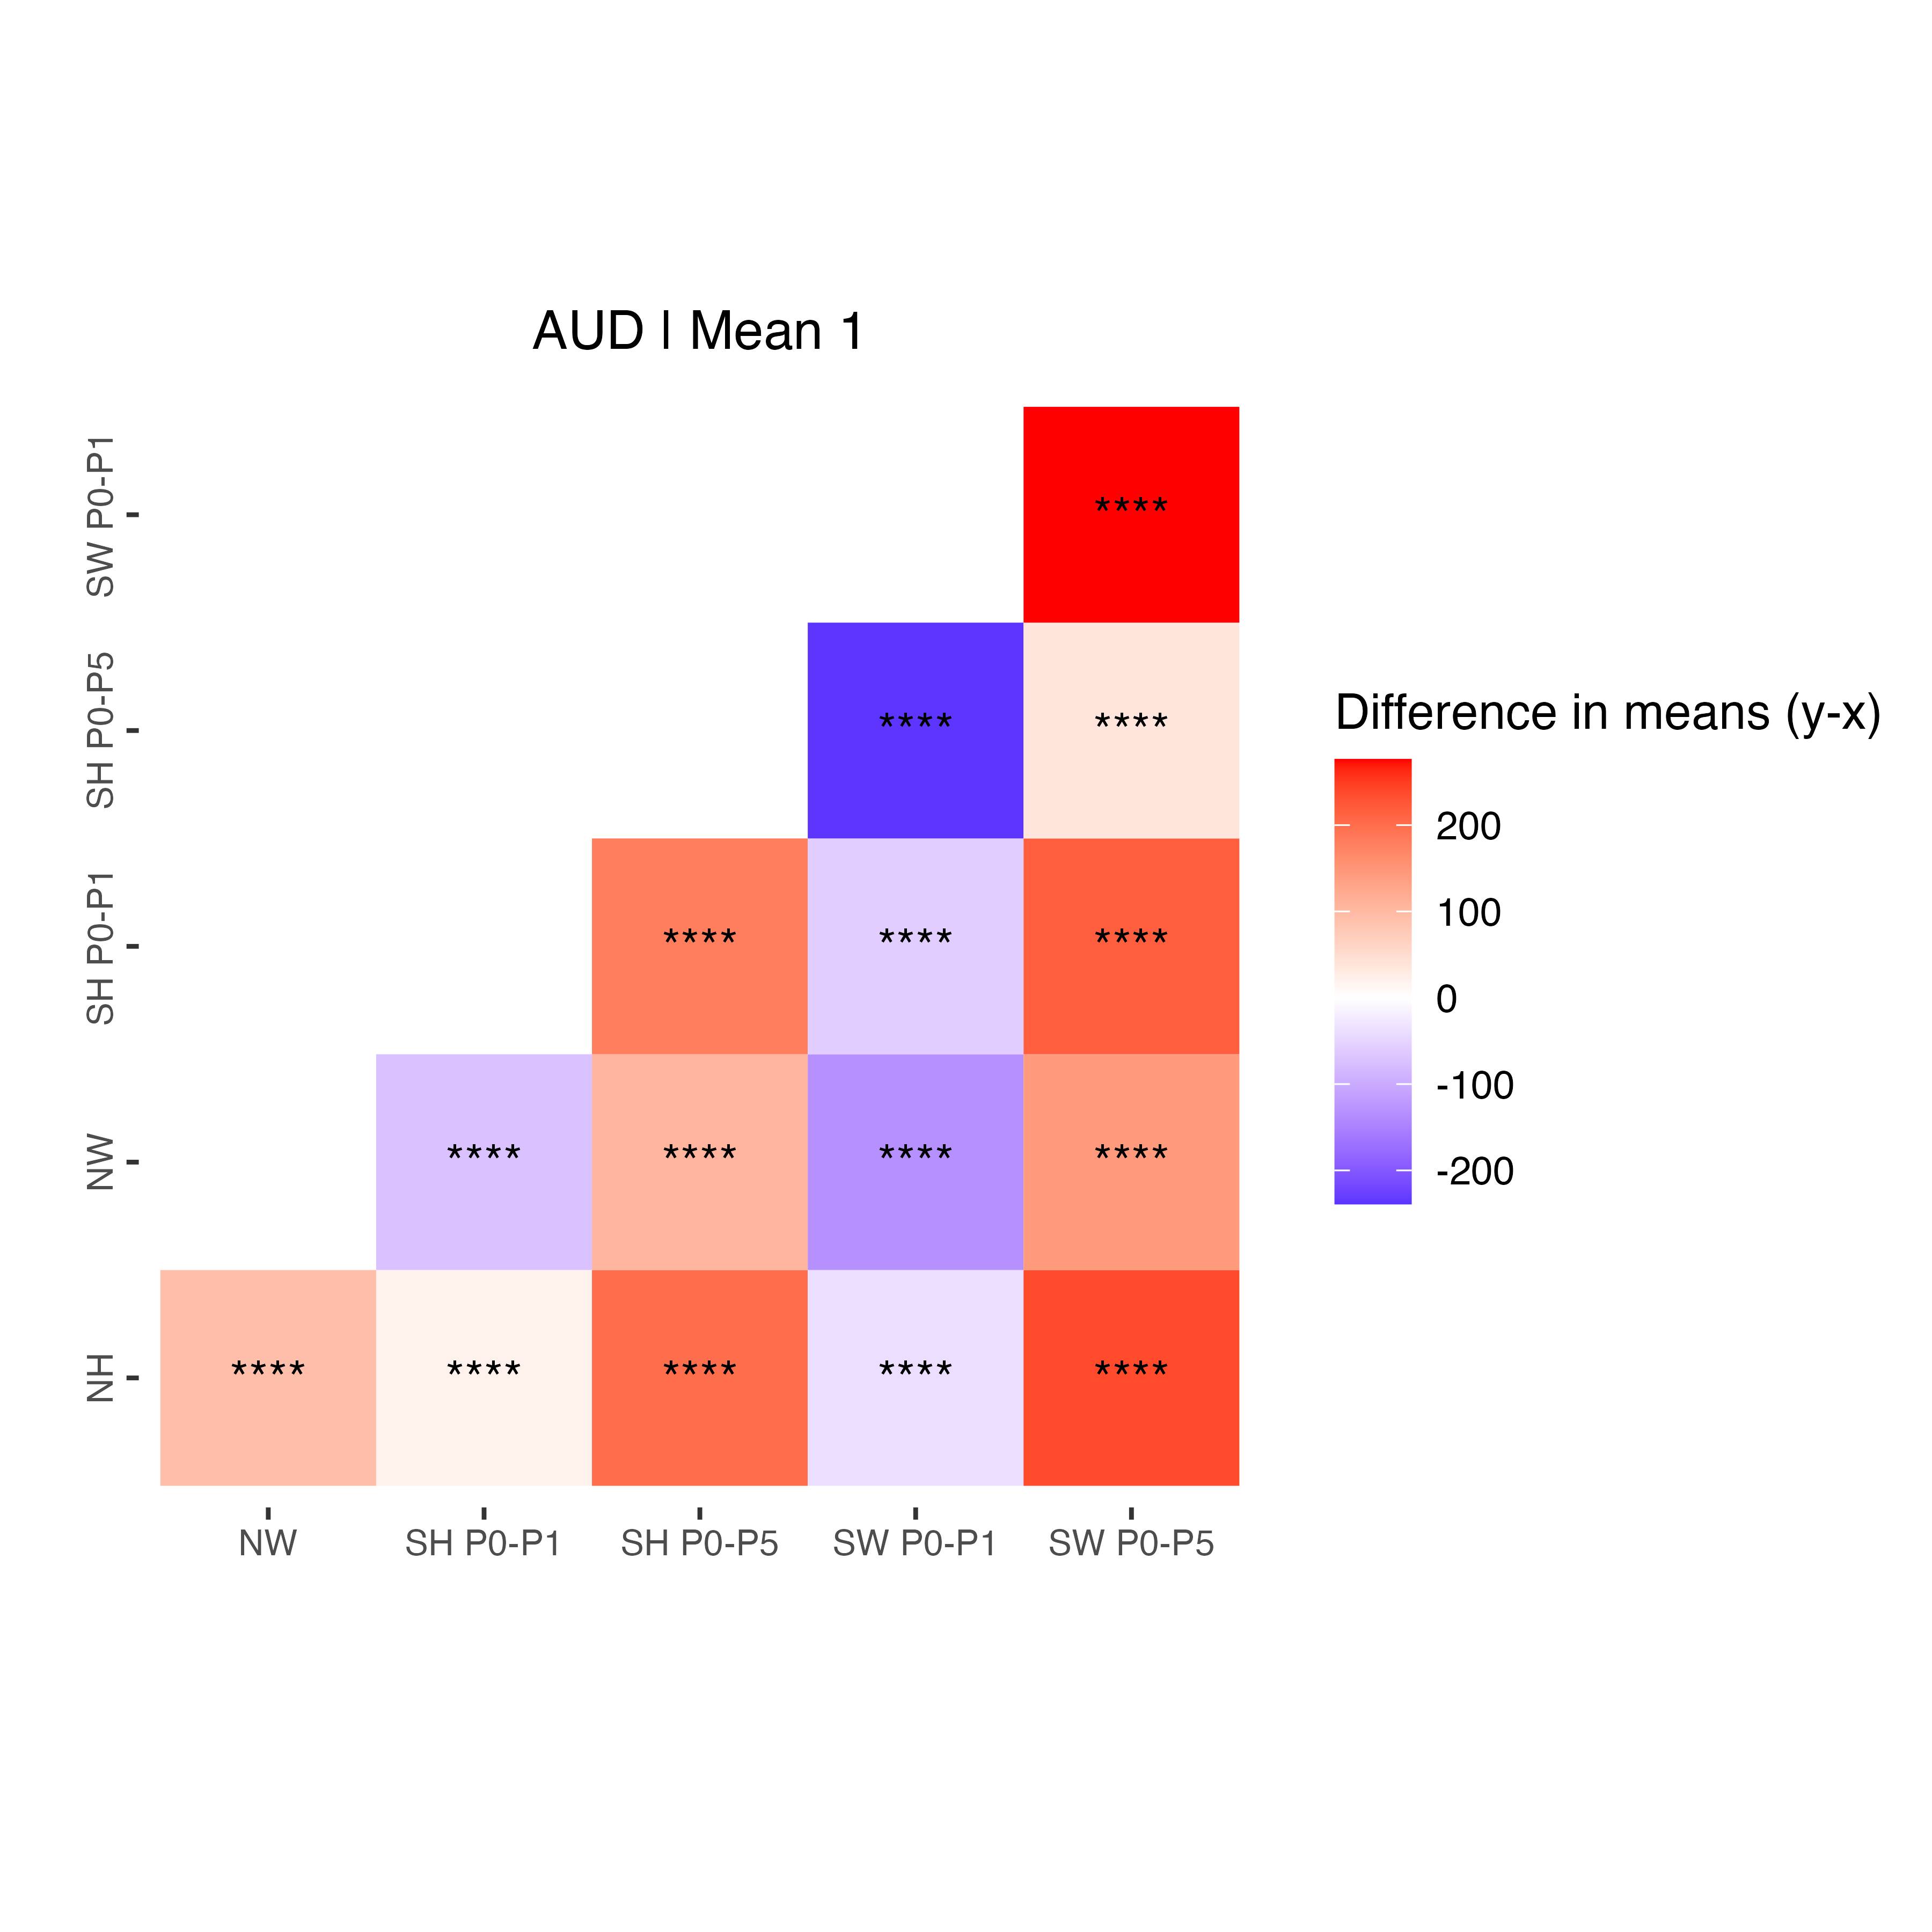 AUD | Mean 1
SW P0-P1
****
SH P0-P5
**** ****
SH P0-P1
**** **** ****
NW
**** **** **** ****
NH
**** **** **** **** ****
NW SH P0-P1 SH P0-P5 SW P0-P1 SW P0-P5
Difference in means (y-x)
200
100
0
-100
-200